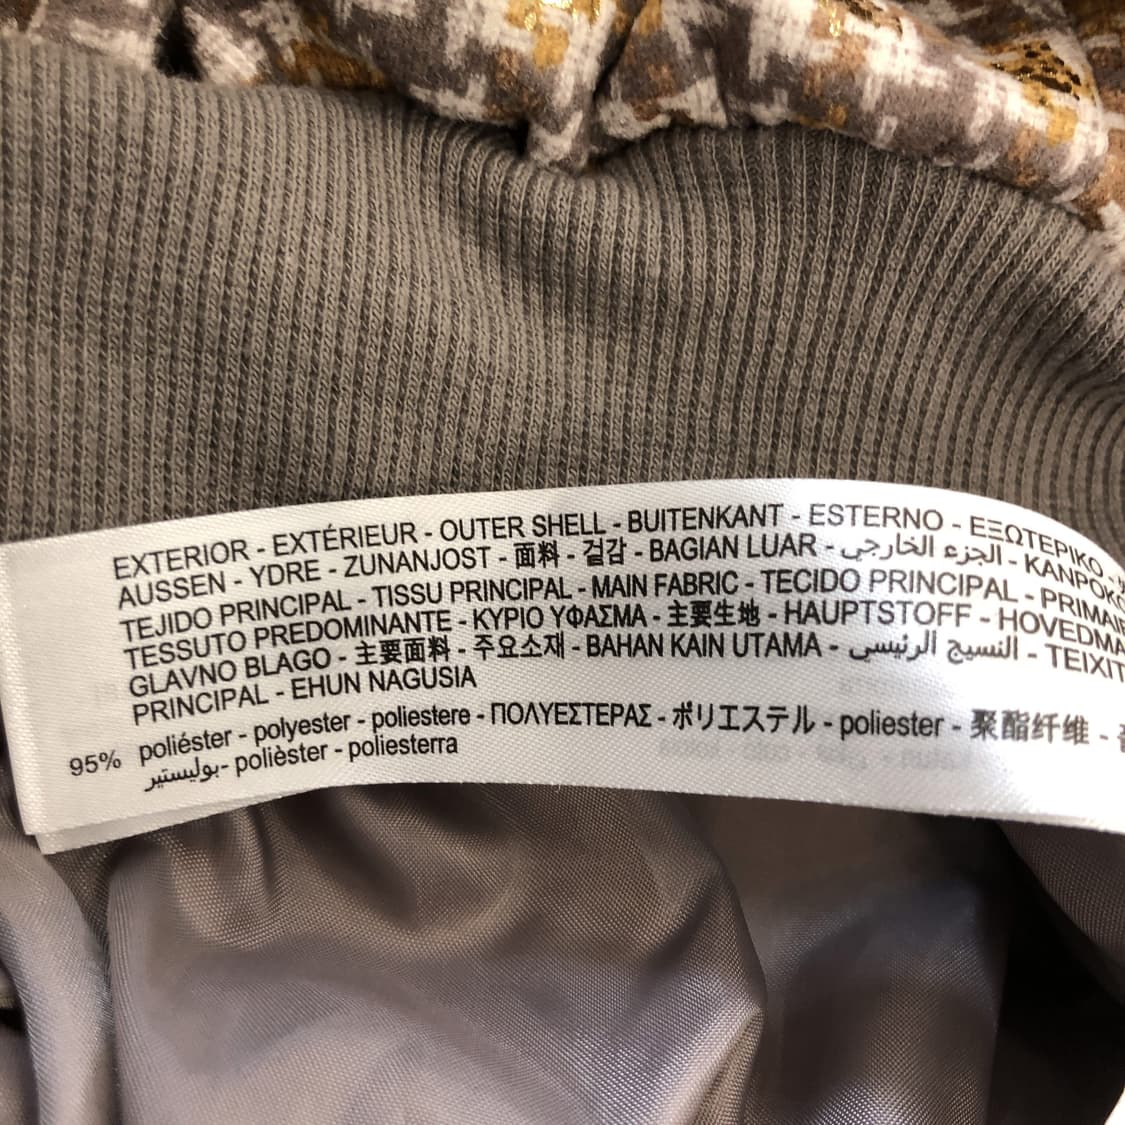 EXTERIOR - EXTÉRIEUR - OUTER SHELL - BUITENKANT - ESTERNO - ΕΞΩΤΕΡΙΚΟ -
AUSSEN - YDRE - ZUNANJOST - 面料 - 겉감 - BAGIAN LUAR - الجزء الخارجي - KANPOKO
TEJIDO PRINCIPAL - TISSU PRINCIPAL - MAIN FABRIC - TECIDO PRINCIPAL -
TESSUTO PREDOMINANTE - ΚΥΡΙΟ ΥΦΑΣΜΑ - 主要生地 - HAUPTSTOFF -
GLAVNO BLAGO - 主要面料 - 주요소재 - BAHAN KAIN UTAMA - النسيج الرئيسي -
PRINCIPAL - EHUN NAGUSIA
95% poliéster - polyester - poliestere - ΠΟΛΥΕΣΤΕΡΑΣ - ポリエステル - poliester - 聚酯纤维 -
بوليستير - polièster - poliesterra